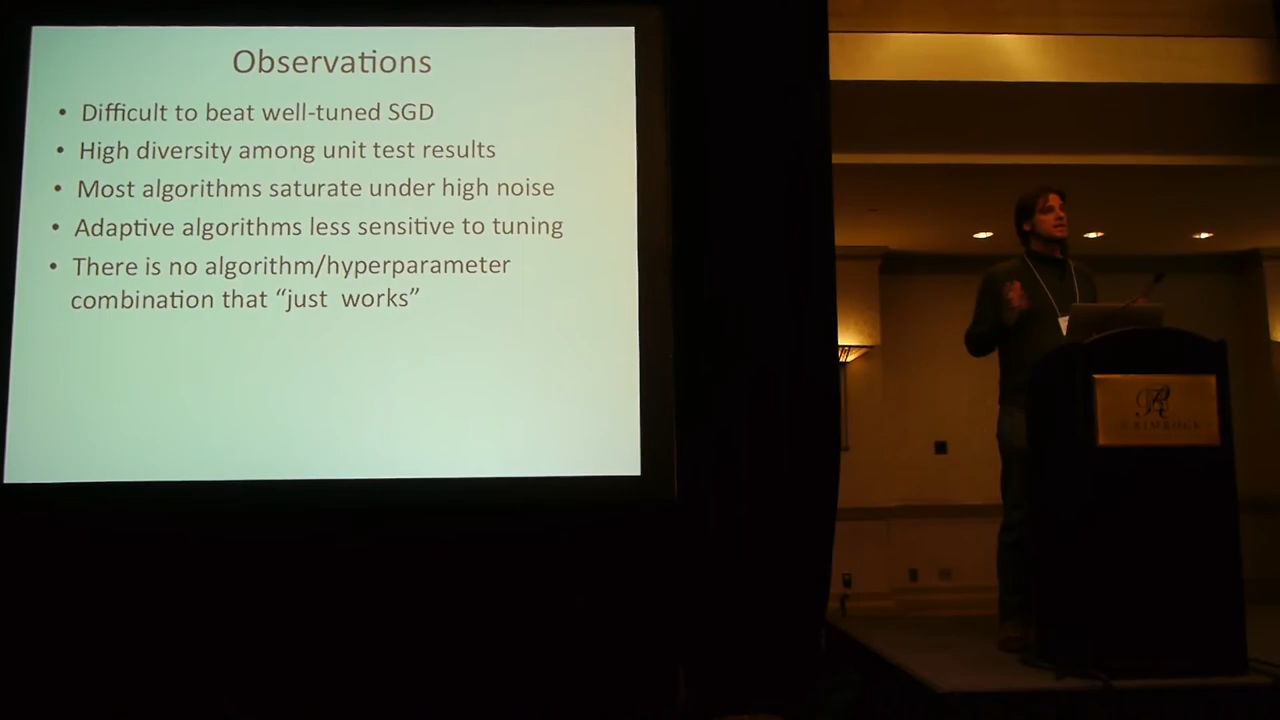 Observations
• Difficult to beat well-tuned SGD
• High diversity among unit test results
• Most algorithms saturate under high noise
• Adaptive algorithms less sensitive to tuning
• There is no algorithm/hyperparameter
combination that “just works”